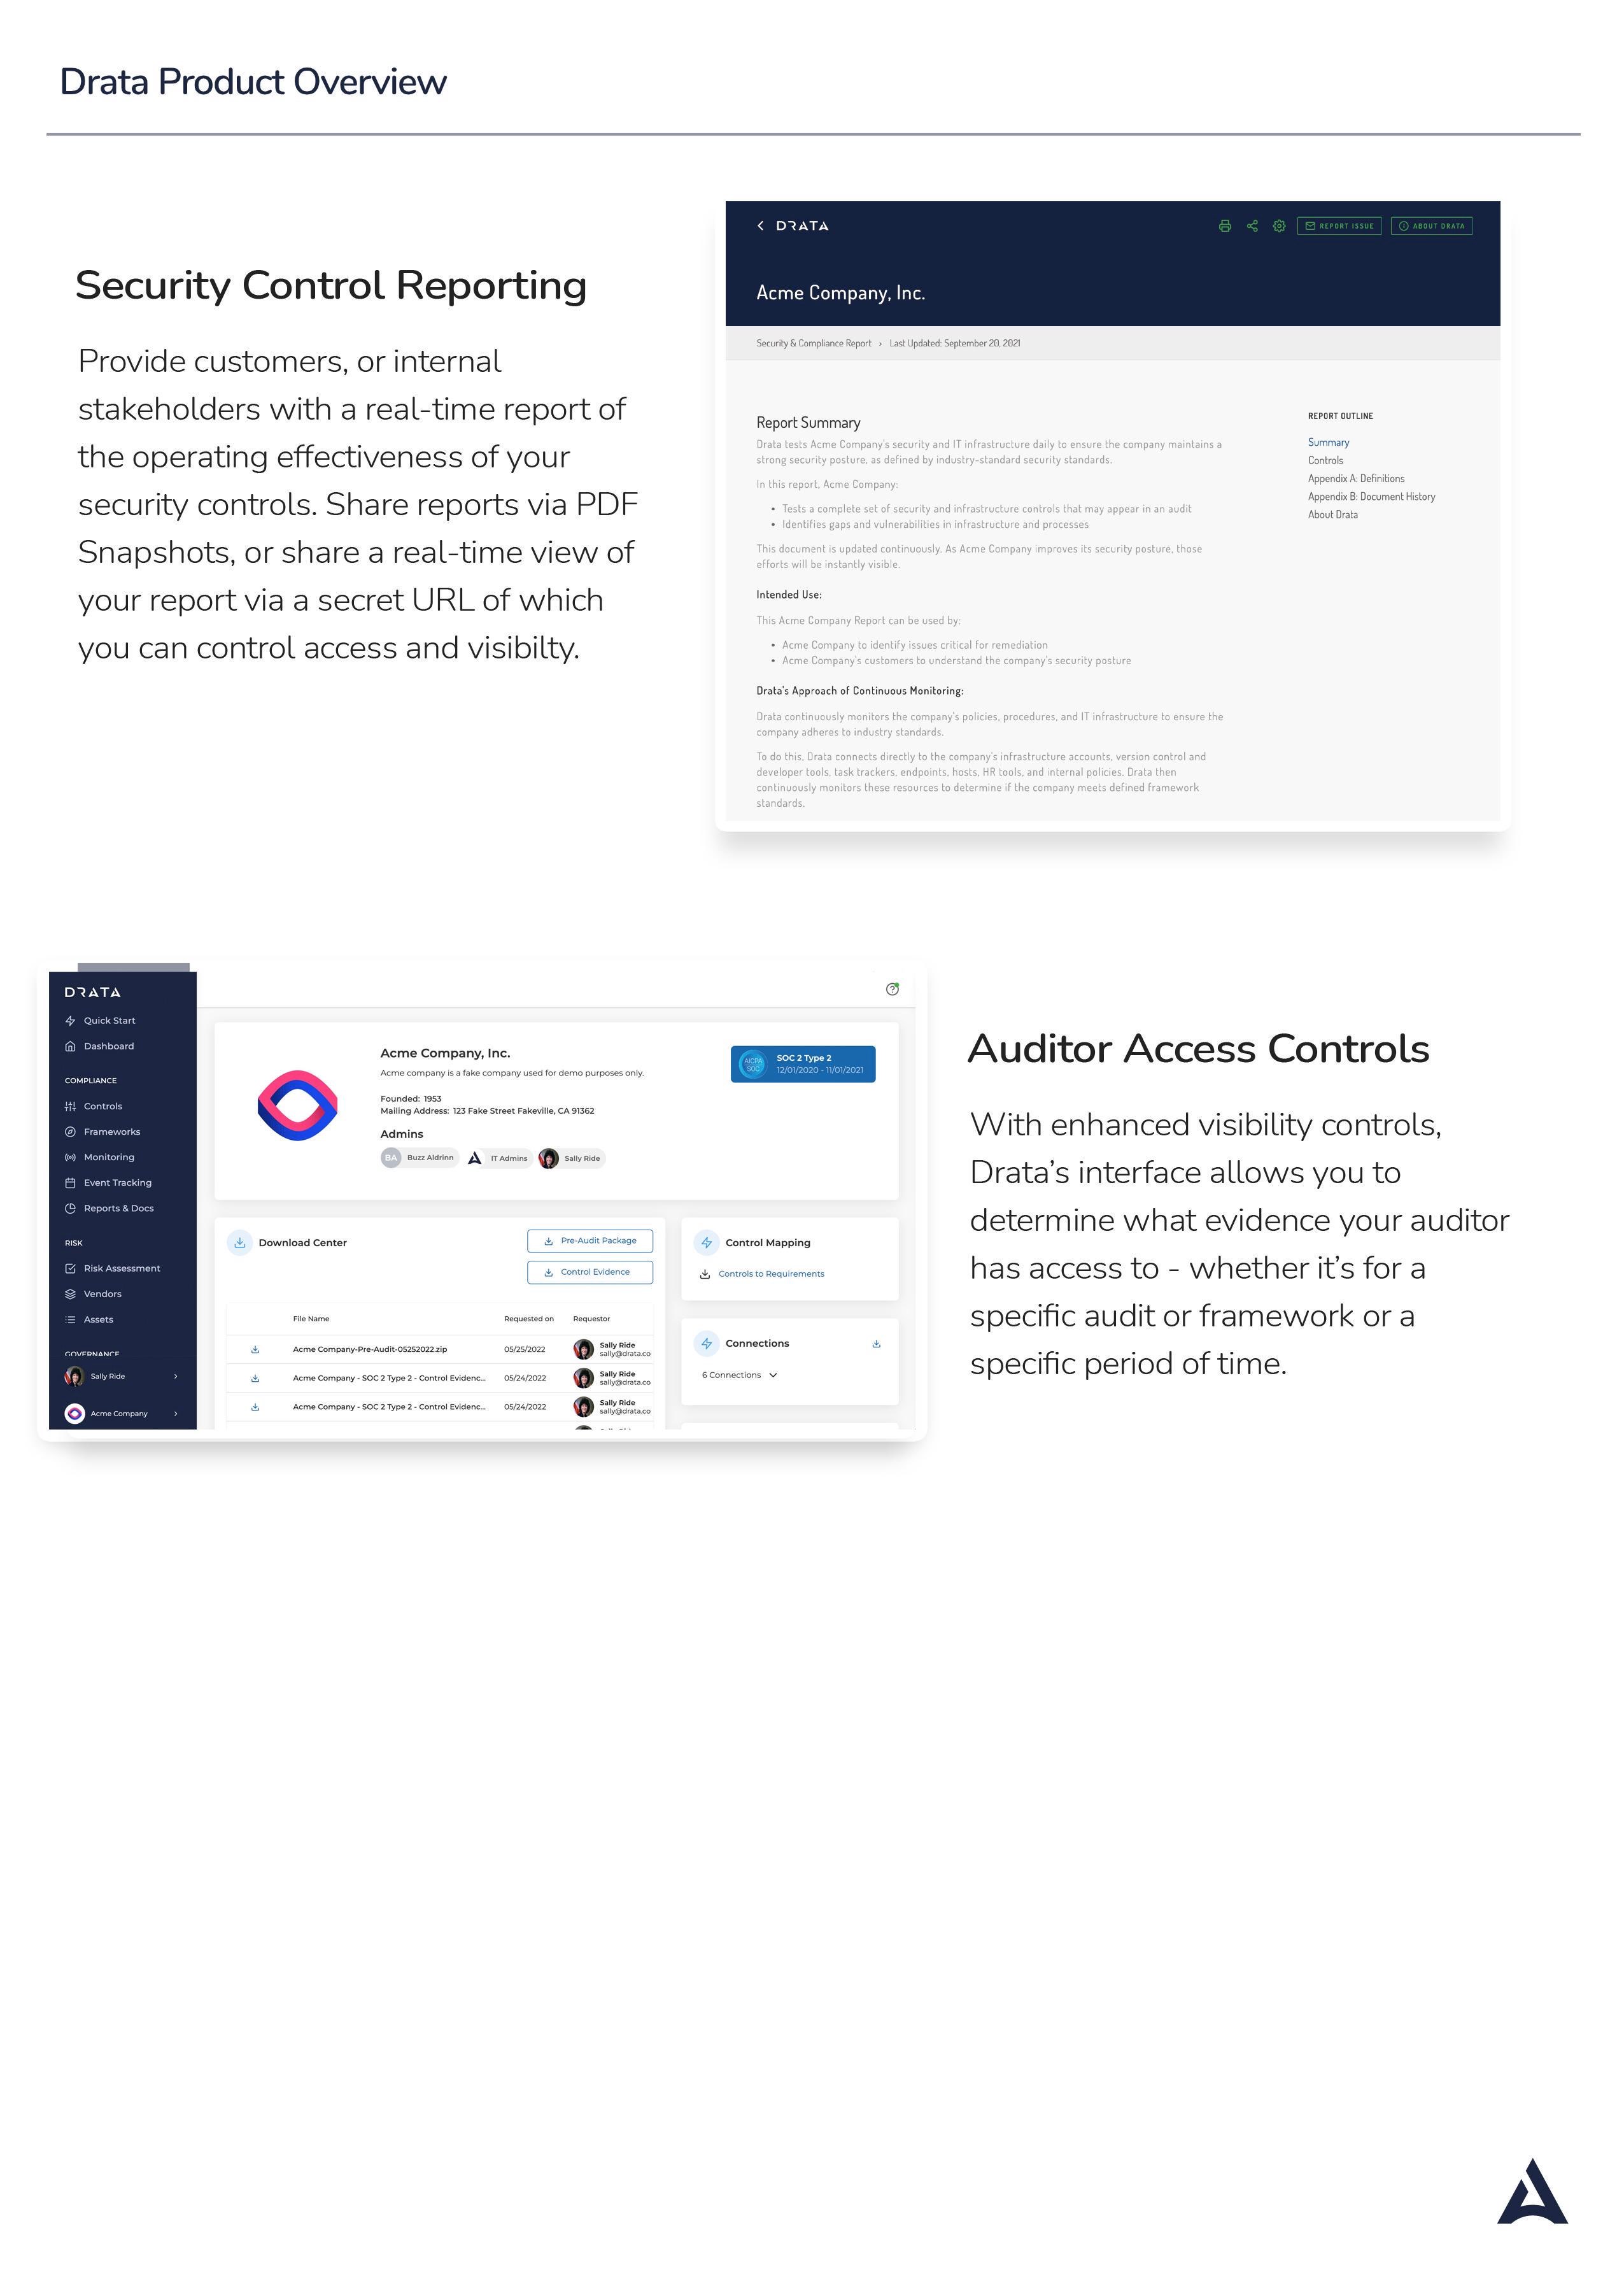 Drata Product Overview
Security Control Reporting
Provide customers, or internal
stakeholders with a real-time report of
the operating effectiveness of your
security controls. Share reports via PDF
Snapshots, or share a real-time view of
your report via a secret URL of which
you can control access and visibilty.
DRATA
REPORT ISSUE
ABOUT DRATA
Acme Company, Inc.
Security & Compliance Report › Last Updated: September 20, 2021
Report Summary
Drata tests Acme Company's security and IT infrastructure daily to ensure the company maintains a
strong security posture, as defined by industry-standard security standards.
In this report, Acme Company:
• Tests a complete set of security and infrastructure controls that may appear in an audit
• Identifies gaps and vulnerabilities in infrastructure and processes
This document is updated continuously. As Acme Company improves its security posture, those
efforts will be instantly visible.
Intended Use:
This Acme Company Report can be used by:
• Acme Company to identify issues critical for remediation
• Acme Company's customers to understand the company's security posture
Drata's Approach of Continuous Monitoring:
Drata continuously monitors the company's policies, procedures, and IT infrastructure to ensure the
company adheres to industry standards.
To do this, Drata connects directly to the company's infrastructure accounts, version control and
developer tools, task trackers, endpoints, hosts, HR tools, and internal policies. Drata then
continuously monitors these resources to determine if the company meets defined framework
standards.
REPORT OUTLINE
Summary
Controls
Appendix A: Definitions
Appendix B: Document History
About Drata
DRATA
Quick Start
Dashboard
COMPLIANCE
Controls
Frameworks
Monitoring
Event Tracking
Reports & Docs
RISK
Risk Assessment
Vendors
Assets
GOVERNANCE
Sally Ride
Acme Company
Acme Company, Inc.
Acme company is a fake company used for demo purposes only.
Founded: 1953
Mailing Address: 123 Fake Street Fakeville, CA 91362
Admins
BA Buzz Aldrinn IT Admins Sally Ride
AICPA
SOC
SOC 2 Type 2
12/01/2020 - 11/01/2021
Download Center
Pre-Audit Package
Control Evidence
File Name Requested on Requestor
Acme Company-Pre-Audit-05252022.zip 05/25/2022 Sally Ride
sally@drata.co
Acme Company - SOC 2 Type 2 - Control Evidenc... 05/24/2022 Sally Ride
sally@drata.co
Acme Company - SOC 2 Type 2 - Control Evidenc... 05/24/2022 Sally Ride
sally@drata.co
Control Mapping
Controls to Requirements
Connections
6 Connections
Auditor Access Controls
With enhanced visibility controls,
Drata's interface allows you to
determine what evidence your auditor
has access to - whether it's for a
specific audit or framework or a
specific period of time.